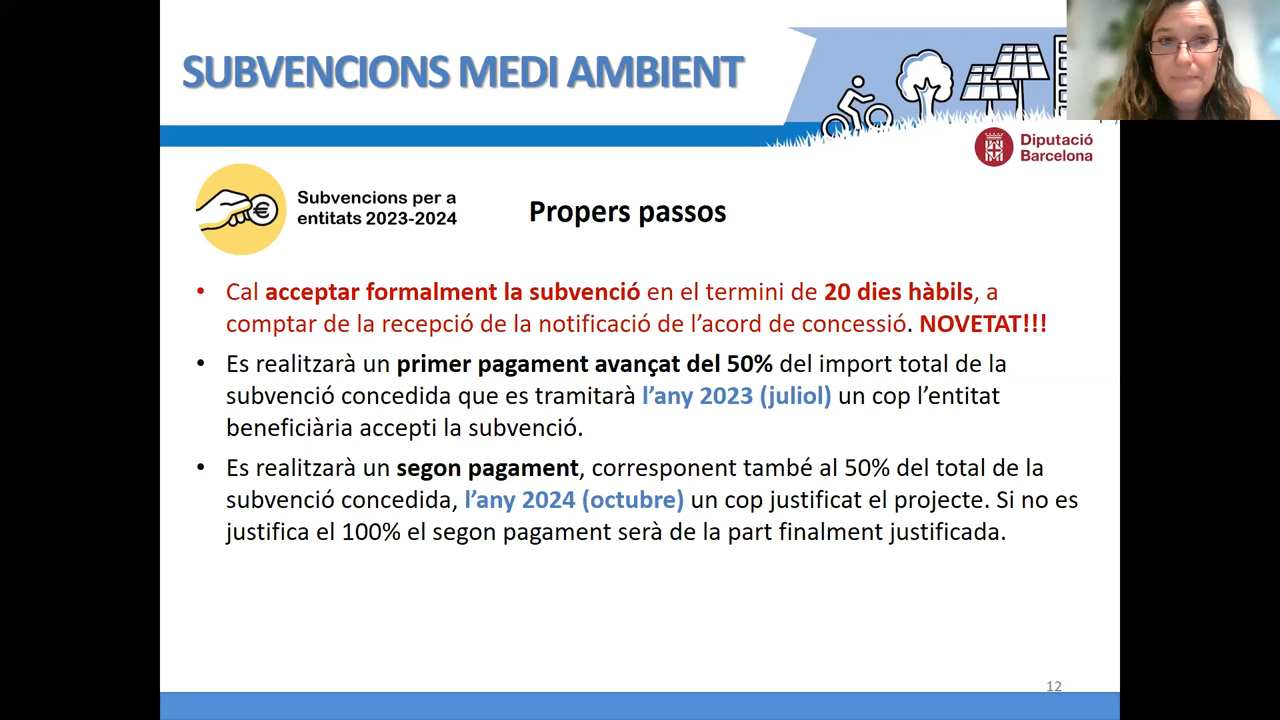 SUBVENCIONS MEDI AMBIENT
Diputació
Barcelona
Subvencions per a
entitats 2023-2024
€
Propers passos
• Cal acceptar formalment la subvenció en el termini de 20 dies hàbils, a
comptar de la recepció de la notificació de l’acord de concessió. NOVETAT!!!
• Es realitzarà un primer pagament avançat del 50% del import total de la
subvenció concedida que es tramitarà l’any 2023 (juliol) un cop l’entitat
beneficiària accepti la subvenció.
• Es realitzarà un segon pagament, corresponent també al 50% del total de la
subvenció concedida, l’any 2024 (octubre) un cop justificat el projecte. Si no es
justifica el 100% el segon pagament serà de la part finalment justificada.
12